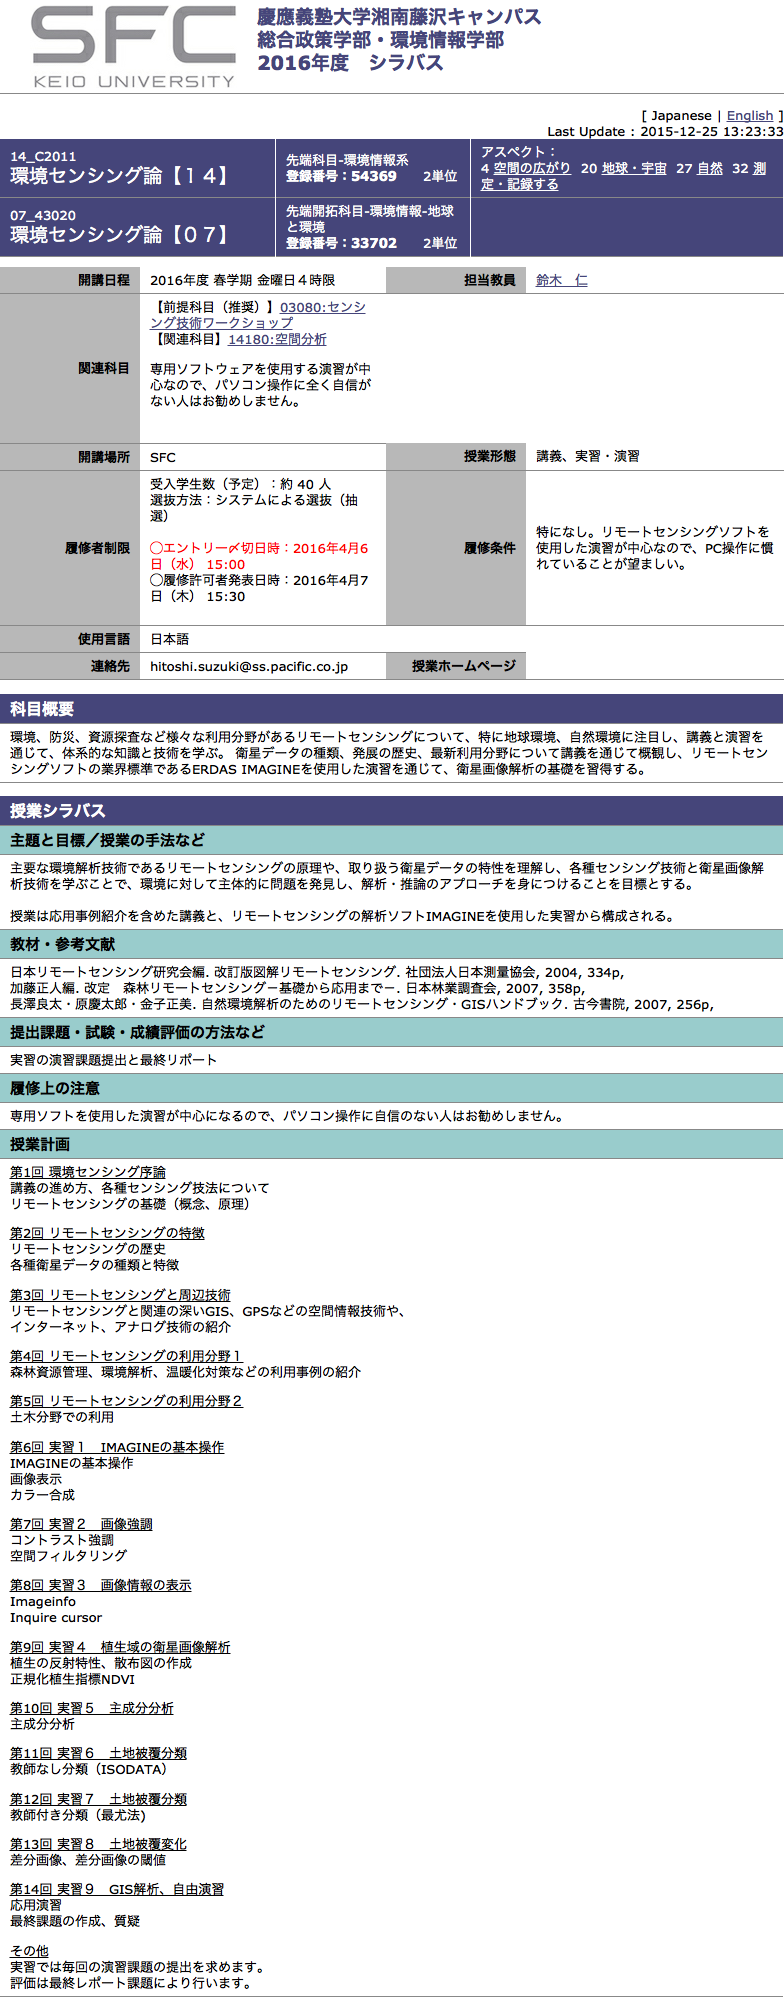 SFC
KEIO UNIVERSITY
慶應義塾大学湘南藤沢キャンパス
総合政策学部・環境情報学部
2016年度　シラバス
[ Japanese | English ]
Last Update : 2015-12-25 13:23:33
14_C2011
環境センシング論【１４】
先端科目-環境情報系
登録番号：54369　　2単位
アスペクト：
4 空間の広がり  20 地球・宇宙  27 自然  32 測
定・記録する
07_43020
環境センシング論【０７】
先端開拓科目-環境情報-地球
と環境
登録番号：33702　　2単位
開講日程
2016年度 春学期 金曜日４時限
担当教員
鈴木　仁
関連科目
【前提科目（推奨）】03080:センシ
ング技術ワークショップ
【関連科目】14180:空間分析
専用ソフトウェアを使用する演習が中
心なので、パソコン操作に全く自信が
ない人はお勧めしません。
開講場所
SFC
授業形態
講義、実習・演習
履修者制限
受入学生数（予定）：約 40 人
選抜方法：システムによる選抜（抽
選）
◯エントリー〆切日時：2016年4月6
日（水） 15:00
◯履修許可者発表日時：2016年4月7
日（木） 15:30
履修条件
特になし。リモートセンシングソフトを
使用した演習が中心なので、PC操作に慣
れていることが望ましい。
使用言語
日本語
連絡先
hitoshi.suzuki@ss.pacific.co.jp
授業ホームページ
科目概要
環境、防災、資源探査など様々な利用分野があるリモートセンシングについて、特に地球環境、自然環境に注目し、講義と演習を
通じて、体系的な知識と技術を学ぶ。 衛星データの種類、発展の歴史、最新利用分野について講義を通じて概観し、リモートセン
シングソフトの業界標準であるERDAS IMAGINEを使用した演習を通じて、衛星画像解析の基礎を習得する。
授業シラバス
主題と目標／授業の手法など
主要な環境解析技術であるリモートセンシングの原理や、取り扱う衛星データの特性を理解し、各種センシング技術と衛星画像解
析技術を学ぶことで、環境に対して主体的に問題を発見し、解析・推論のアプローチを身につけることを目標とする。
授業は応用事例紹介を含めた講義と、リモートセンシングの解析ソフトIMAGINEを使用した実習から構成される。
教材・参考文献
日本リモートセンシング研究会編. 改訂版図解リモートセンシング. 社団法人日本測量協会, 2004, 334p,
加藤正人編. 改定　森林リモートセンシング－基礎から応用まで－. 日本林業調査会, 2007, 358p,
長澤良太・原慶太郎・金子正美. 自然環境解析のためのリモートセンシング・GISハンドブック. 古今書院, 2007, 256p,
提出課題・試験・成績評価の方法など
実習の演習課題提出と最終リポート
履修上の注意
専用ソフトを使用した演習が中心になるので、パソコン操作に自信のない人はお勧めしません。
授業計画
第1回 環境センシング序論
講義の進め方、各種センシング技法について
リモートセンシングの基礎（概念、原理）
第2回 リモートセンシングの特徴
リモートセンシングの歴史
各種衛星データの種類と特徴
第3回 リモートセンシングと周辺技術
リモートセンシングと関連の深いGIS、GPSなどの空間情報技術や、
インターネット、アナログ技術の紹介
第4回 リモートセンシングの利用分野１
森林資源管理、環境解析、温暖化対策などの利用事例の紹介
第5回 リモートセンシングの利用分野２
土木分野での利用
第6回 実習１　IMAGINEの基本操作
IMAGINEの基本操作
画像表示
カラー合成
第7回 実習２　画像強調
コントラスト強調
空間フィルタリング
第8回 実習３　画像情報の表示
Imageinfo
Inquire cursor
第9回 実習４　植生域の衛星画像解析
植生の反射特性、散布図の作成
正規化植生指標NDVI
第10回 実習５　主成分分析
主成分分析
第11回 実習６　土地被覆分類
教師なし分類（ISODATA）
第12回 実習７　土地被覆分類
教師付き分類（最尤法)
第13回 実習８　土地被覆変化
差分画像、差分画像の閾値
第14回 実習９　GIS解析、自由演習
応用演習
最終課題の作成、質疑
その他
実習では毎回の演習課題の提出を求めます。
評価は最終レポート課題により行います。